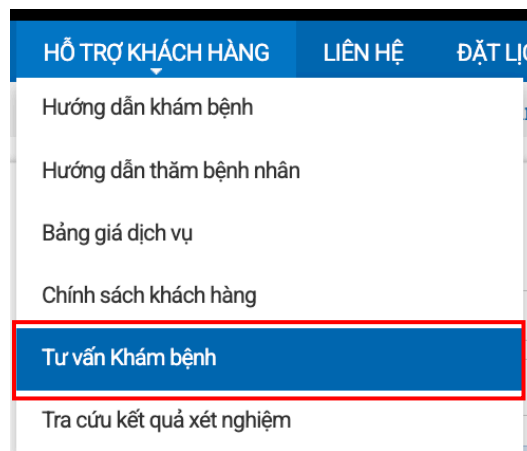 HỖ TRỢ KHÁCH HÀNG LIÊN HỆ ĐẶT
Hướng dẫn khám bệnh
Hướng dẫn thăm bệnh nhân
Bảng giá dịch vụ
Chính sách khách hàng
Tư vấn Khám bệnh
Tra cứu kết quả xét nghiệm